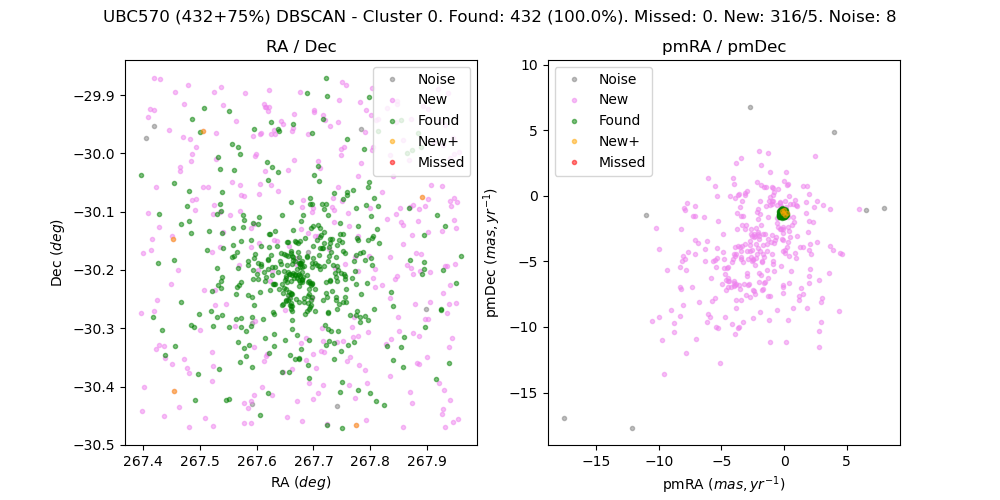 UBC570 (432+75%) DBSCAN - Cluster 0. Found: 432 (100.0%). Missed: 0. New: 316/5. Noise: 8
RA / Dec
Noise
New
Found
New+
Missed
−29.9
−30.0
−30.1
−30.2
−30.3
−30.4
−30.5
Dec (deg)
267.4 267.5 267.6 267.7 267.8 267.9
RA (deg)
pmRA / pmDec
Noise
New
Found
New+
Missed
10
5
0
−5
−10
−15
pmDec (mas, yr⁻¹)
−15 −10 −5 0 5
pmRA (mas, yr⁻¹)